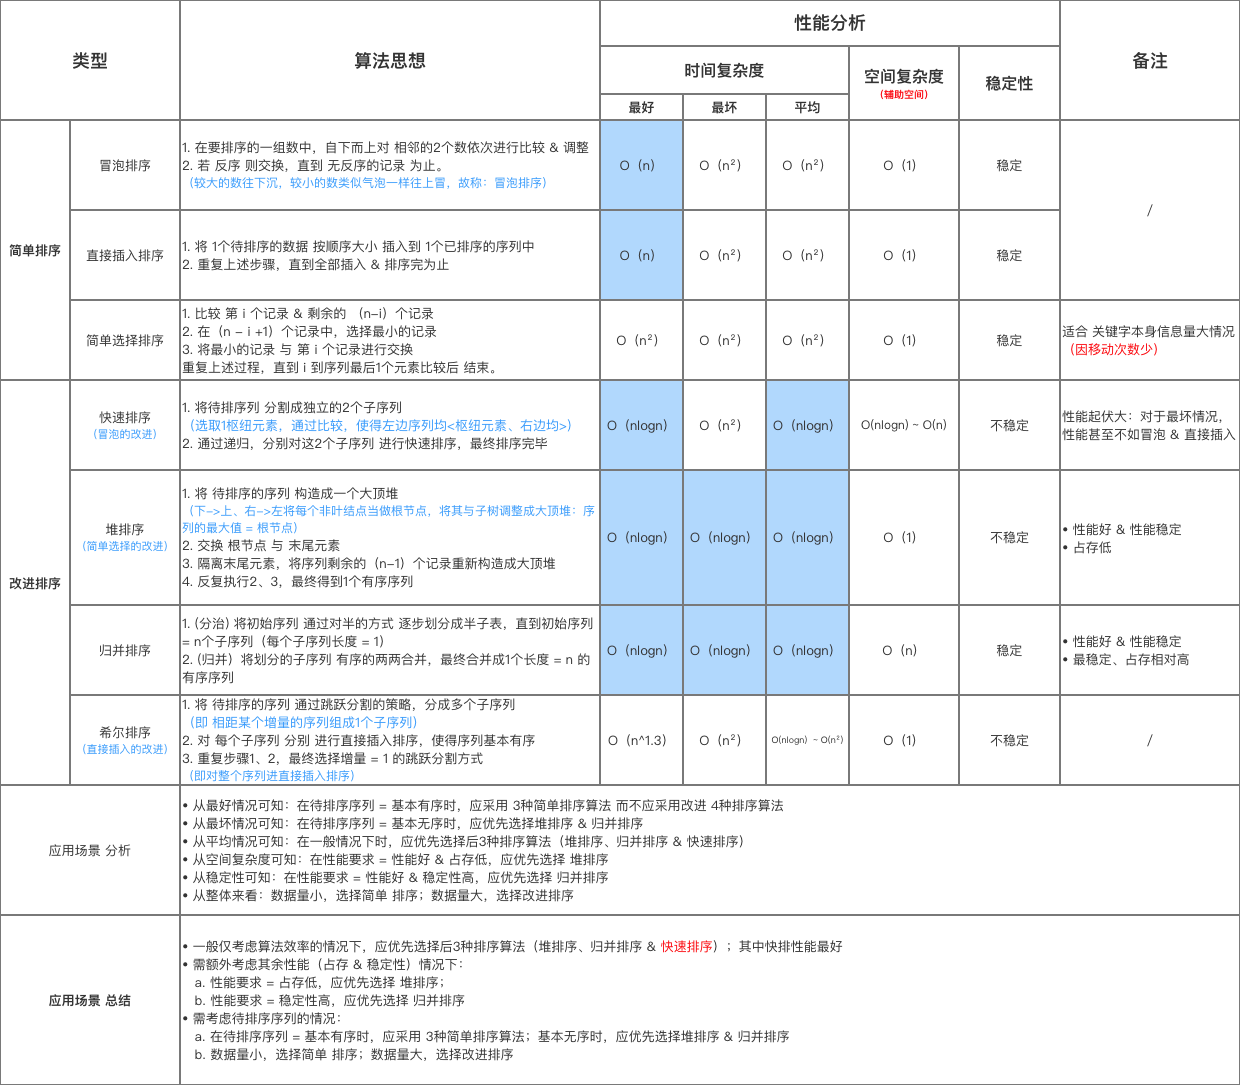 类型
算法思想
性能分析
备注
时间复杂度
空间复杂度
(辅助空间)
稳定性
最好
最坏
平均
简单排序
冒泡排序
1. 在要排序的一组数中，自下而上对 相邻的2个数依次进行比较 & 调整
2. 若 反序 则交换，直到 无反序的记录 为止。
（较大的数往下沉，较小的数类似气泡一样往上冒，故称：冒泡排序）
O（n）
O（n²）
O（n²）
O（1）
稳定
/
直接插入排序
1. 将 1个待排序的数据 按顺序大小 插入到 1个已排序的序列中
2. 重复上述步骤，直到全部插入 & 排序完为止
O（n）
O（n²）
O（n²）
O（1）
稳定
简单选择排序
1. 比较 第 i 个记录 & 剩余的 （n-i）个记录
2. 在（n - i +1）个记录中，选择最小的记录
3. 将最小的记录 与 第 i 个记录进行交换
重复上述过程，直到 i 到序列最后1个元素比较后 结束。
O（n²）
O（n²）
O（n²）
O（1）
稳定
适合 关键字本身信息量大情况
（因移动次数少）
改进排序
快速排序
（冒泡的改进）
1. 将待排序列 分割成独立的2个子序列
（选取1枢纽元素，通过比较，使得左边序列均<枢纽元素、右边均>）
2. 通过递归，分别对这2个子序列 进行快速排序，最终排序完毕
O（nlogn）
O（n²）
O（nlogn）
O(nlogn) ~ O(n)
不稳定
性能起伏大：对于最坏情况，
性能甚至不如冒泡 & 直接插入
堆排序
（简单选择的改进）
1. 将 待排序的序列 构造成一个大顶堆
（下->上、右->左将每个非叶结点当做根节点，将其与子树调整成大顶堆：序
列的最大值 = 根节点）
2. 交换 根节点 与 末尾元素
3. 隔离末尾元素，将序列剩余的（n-1）个记录重新构造成大顶堆
4. 反复执行2、3，最终得到1个有序序列
O（nlogn）
O（nlogn）
O（nlogn）
O（1）
不稳定
• 性能好 & 性能稳定
• 占存低
归并排序
1. (分治) 将初始序列 通过对半的方式 逐步划分成半子表，直到初始序列
= n个子序列（每个子序列长度 = 1）
2. (归并）将划分的子序列 有序的两两合并，最终合并成1个长度 = n 的
有序序列
O（nlogn）
O（nlogn）
O（nlogn）
O（n）
稳定
• 性能好 & 性能稳定
• 最稳定、占存相对高
希尔排序
（直接插入的改进）
1. 将 待排序的序列 通过跳跃分割的策略，分成多个子序列
（即 相距某个增量的序列组成1个子序列）
2. 对 每个子序列 分别 进行直接插入排序，使得序列基本有序
3. 重复步骤1、2，最终选择增量 = 1 的跳跃分割方式
（即对整个序列进直接插入排序）
O（n^1.3）
O（n²）
O(nlogn) ~ O(n²)
O（1）
不稳定
/
应用场景 分析
• 从最好情况可知：在待排序序列 = 基本有序时，应采用 3种简单排序算法 而不应采用改进 4种排序算法
• 从最坏情况可知：在待排序序列 = 基本无序时，应优先选择堆排序 & 归并排序
• 从平均情况可知：在一般情况下时，应优先选择后3种排序算法（堆排序、归并排序 & 快速排序）
• 从空间复杂度可知：在性能要求 = 性能好 & 占存低，应优先选择 堆排序
• 从稳定性可知：在性能要求 = 性能好 & 稳定性高，应优先选择 归并排序
• 从整体来看：数据量小，选择简单 排序；数据量大，选择改进排序
应用场景 总结
• 一般仅考虑算法效率的情况下，应优先选择后3种排序算法（堆排序、归并排序 & 快速排序）；其中快排性能最好
• 需额外考虑其余性能（占存 & 稳定性）情况下：
a. 性能要求 = 占存低，应优先选择 堆排序；
b. 性能要求 = 稳定性高，应优先选择 归并排序
• 需考虑待排序序列的情况：
a. 在待排序序列 = 基本有序时，应采用 3种简单排序算法；基本无序时，应优先选择堆排序 & 归并排序
b. 数据量小，选择简单 排序；数据量大，选择改进排序